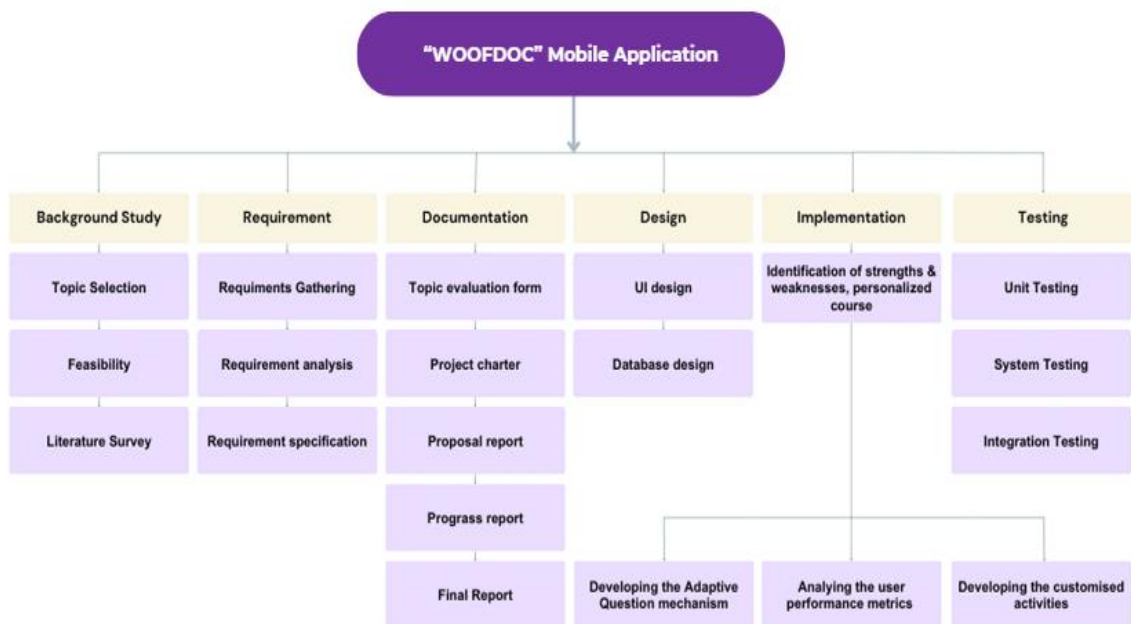 “WOOFDOC” Mobile Application
Background Study
Requirement
Documentation
Design
Implementation
Testing
Topic Selection
Requiments Gathering
Topic evaluation form
UI design
Identification of strengths &
weaknesses, personalized
course
Unit Testing
Feasibility
Requirement analysis
Project charter
Database design
System Testing
Literature Survey
Requirement specification
Proposal report
Integration Testing
Prograss report
Final Report
Developing the Adaptive
Question mechanism
Analying the user
performance metrics
Developing the customised
activities